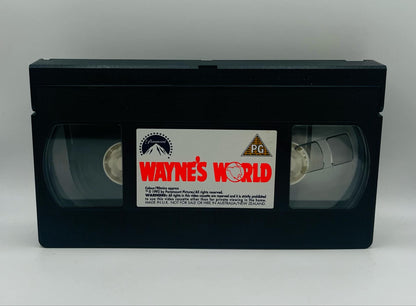 Paramount
PG
WAYNE'S WORLD
Colour/90mins approx
® © 1992 by Paramount Pictures/All rights reserved.
WARNING: All rights in this video cassette are reserved and it is strictly prohibited
to use this video cassette other than for private viewing in the home.
MADE IN U.K. NOT FOR SALE OR HIRE IN AUSTRALIA/NEW ZEALAND.